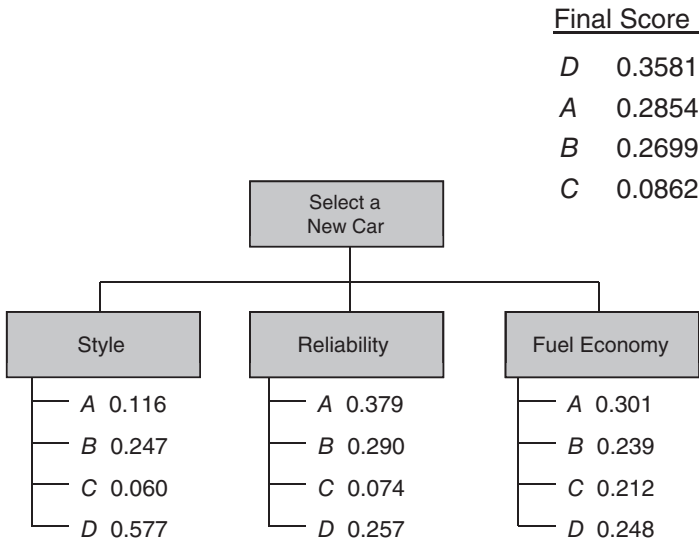 Final Score
D 0.3581
A 0.2854
B 0.2699
C 0.0862
Select a
New Car
Style
Reliability
Fuel Economy
A 0.116
B 0.247
C 0.060
D 0.577
A 0.379
B 0.290
C 0.074
D 0.257
A 0.301
B 0.239
C 0.212
D 0.248